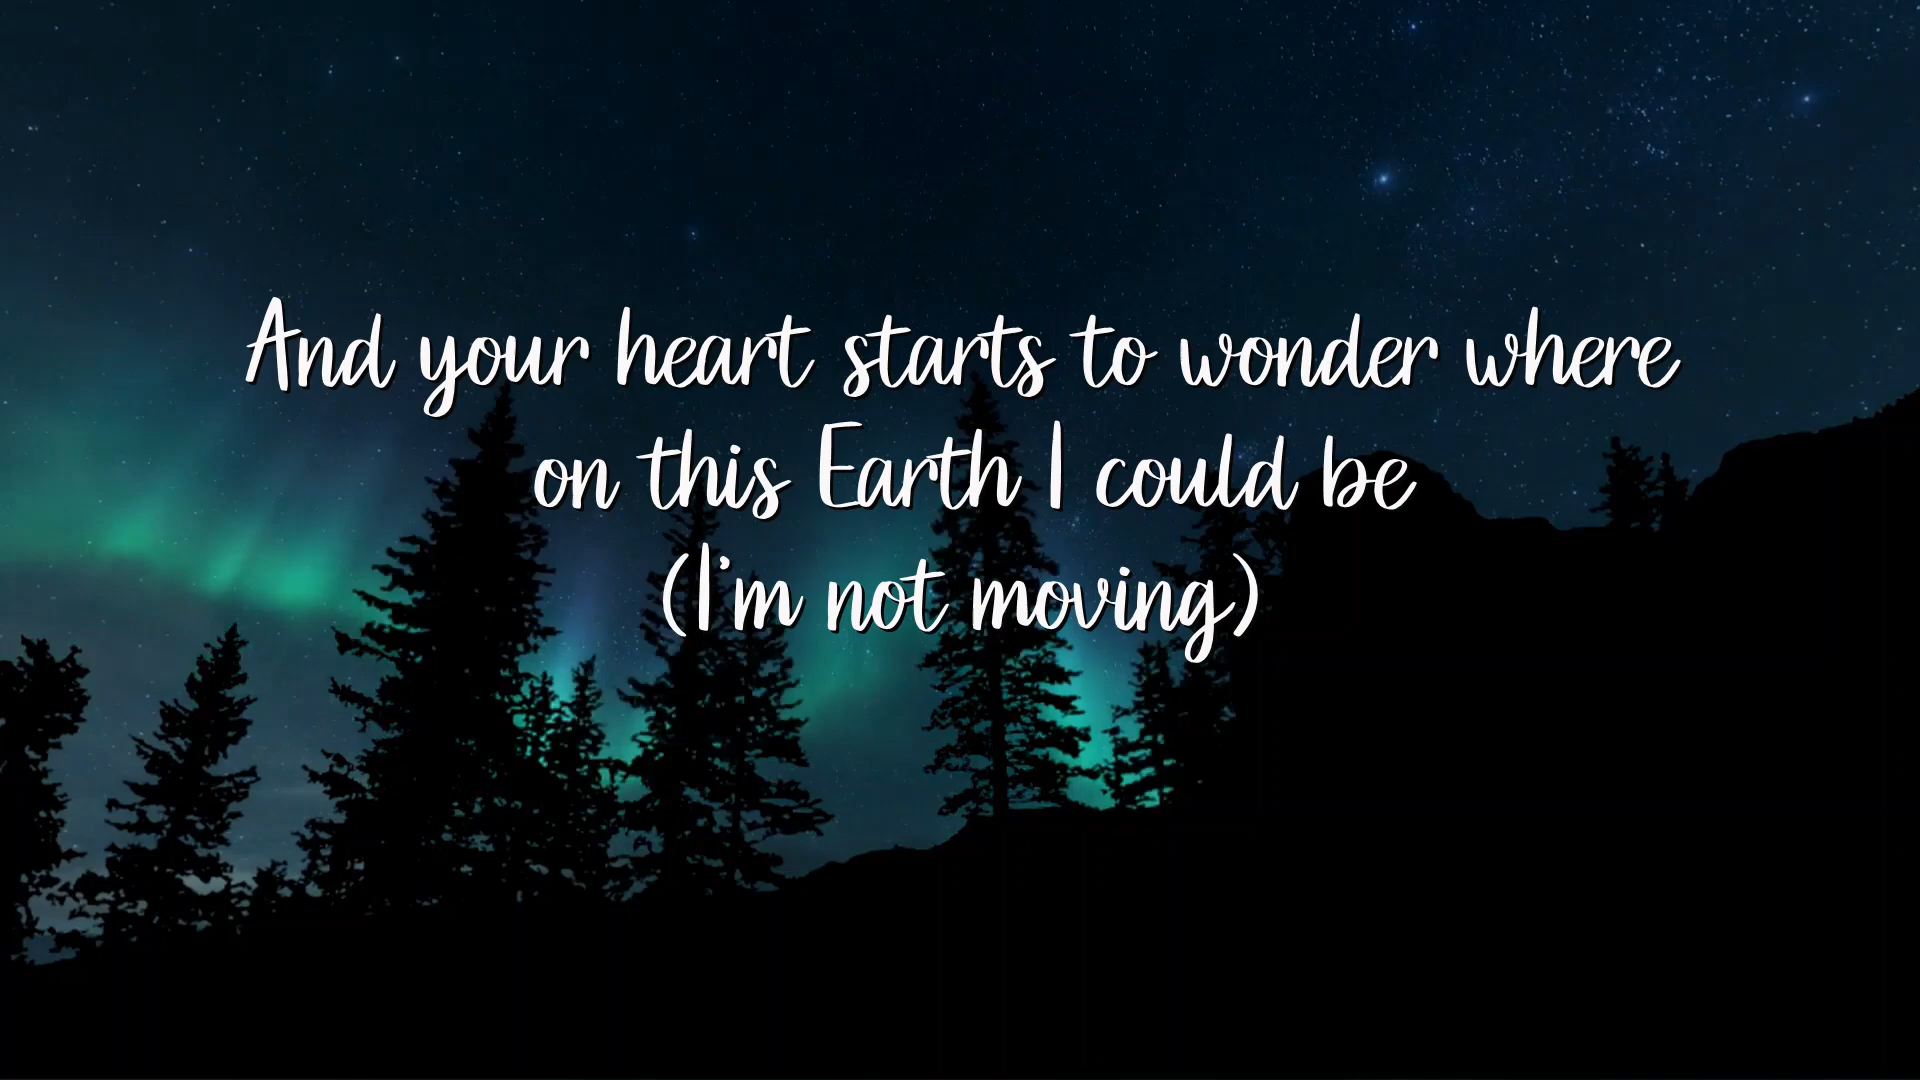 And your heart starts to wonder where
on this Earth I could be
(I'm not moving)